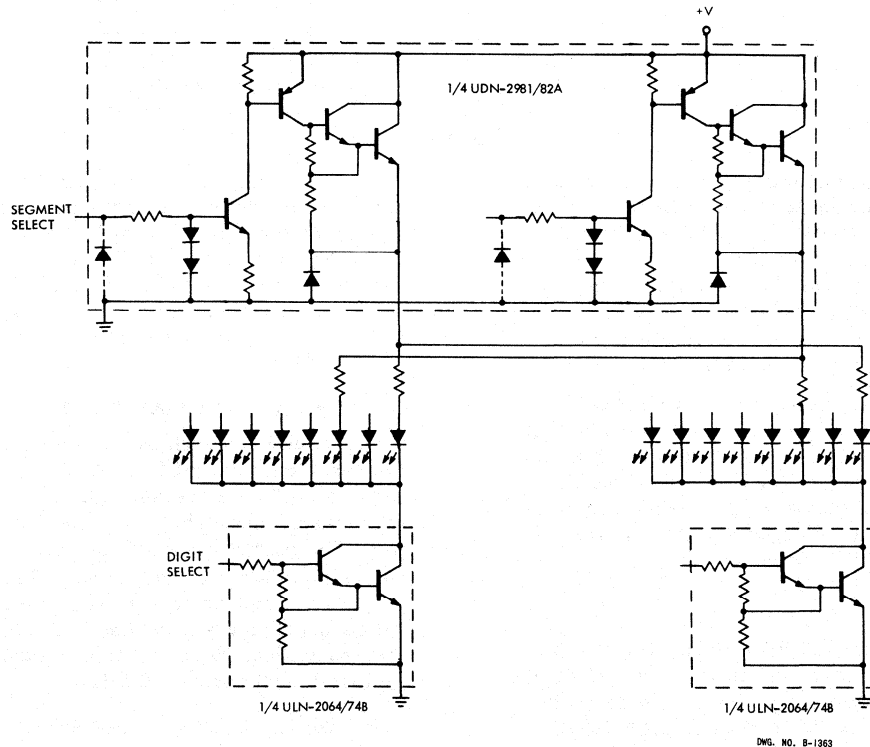 +V
1/4 UDN-2981/82A
SEGMENT
SELECT
DIGIT
SELECT
1/4 ULN-2064/74B
1/4 ULN-2064/74B
DWG. NO. B-1363